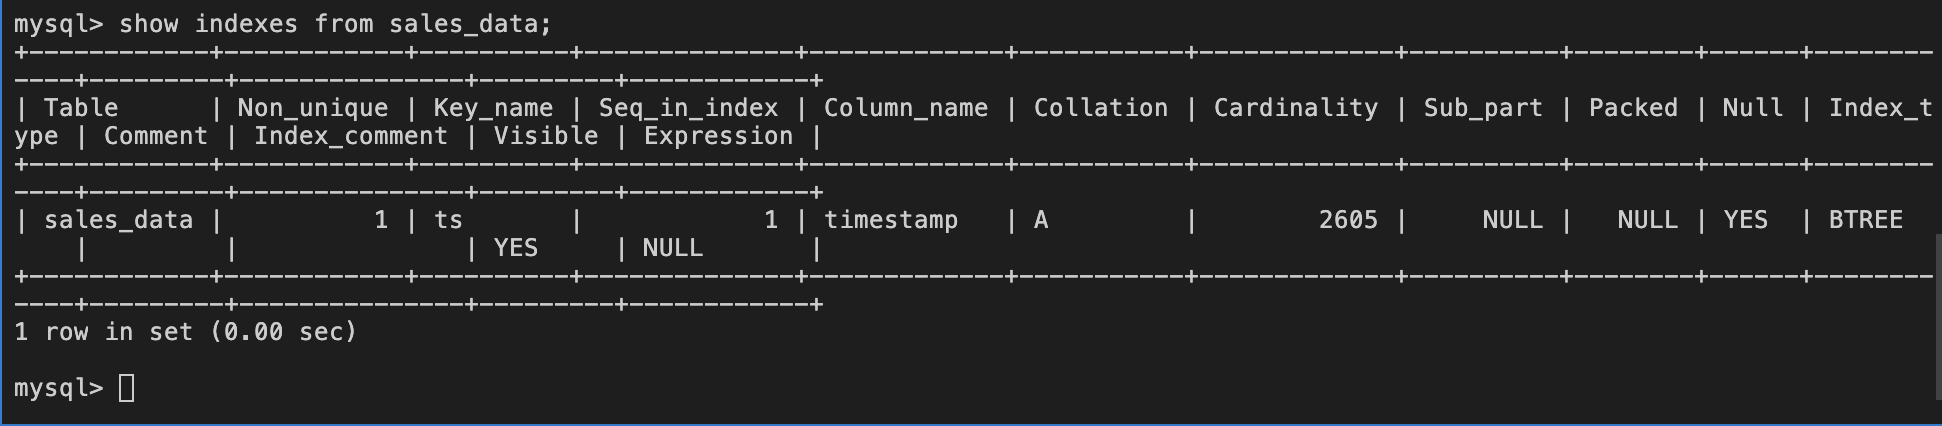 mysql> show indexes from sales_data;
+------------+------------+----------+--------------+-------------+-----------+-------------+----------+--------+------+--------
----+---------+---------------+---------+------------+
| Table      | Non_unique | Key_name | Seq_in_index | Column_name | Collation | Cardinality | Sub_part | Packed | Null | Index_t
ype | Comment | Index_comment | Visible | Expression |
+------------+------------+----------+--------------+-------------+-----------+-------------+----------+--------+------+--------
----+---------+---------------+---------+------------+
| sales_data |          1 | ts       |            1 | timestamp   | A         |        2605 |     NULL |   NULL | YES  | BTREE
    |         |               | YES     | NULL       |
+------------+------------+----------+--------------+-------------+-----------+-------------+----------+--------+------+--------
----+---------+---------------+---------+------------+
1 row in set (0.00 sec)
mysql>